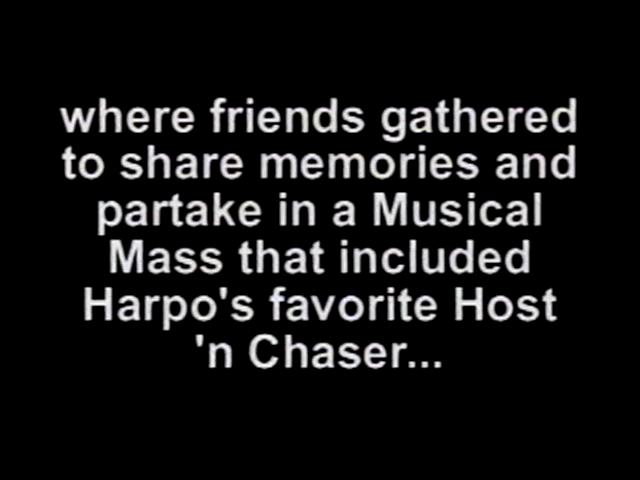 where friends gathered
to share memories and
partake in a Musical
Mass that included
Harpo's favorite Host
'n Chaser...